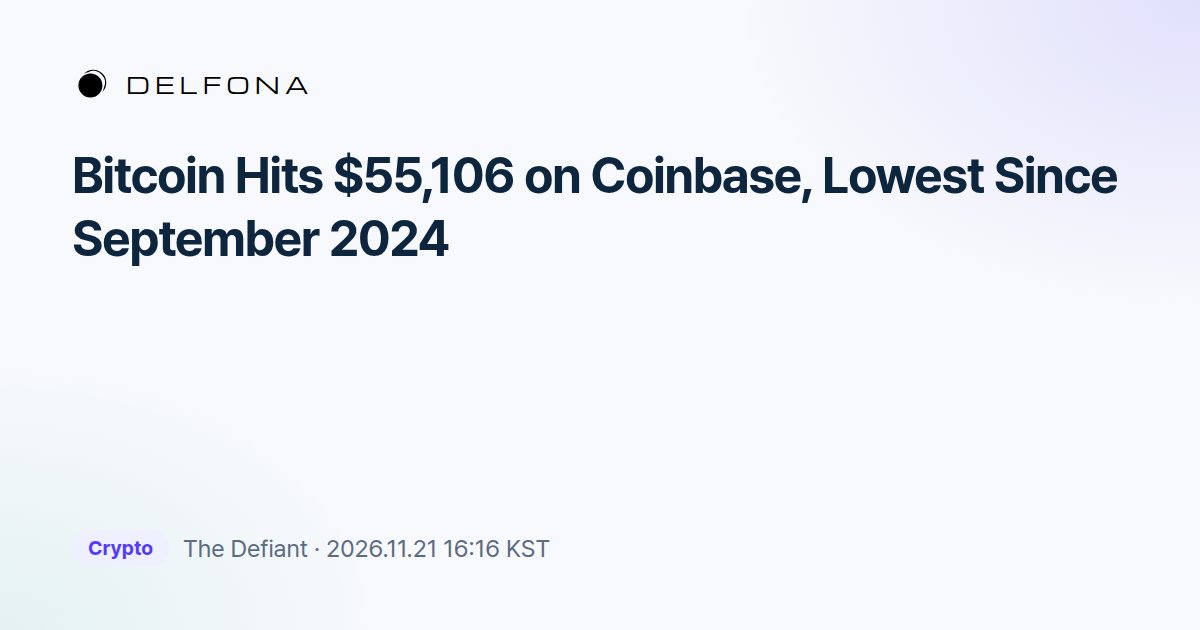 DELFONA
Bitcoin Hits $55,106 on Coinbase, Lowest Since
September 2024
Crypto The Defiant · 2026.11.21 16:16 KST